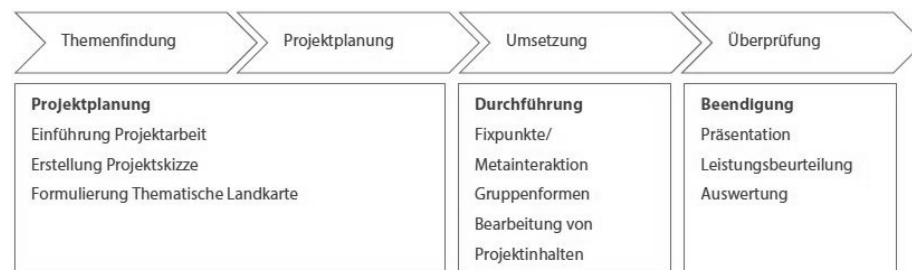 Themenfindung
Projektplanung
Umsetzung
Überprüfung
Projektplanung
Einführung Projektarbeit
Erstellung Projektskizze
Formulierung Thematische Landkarte
Durchführung
Fixpunkte/
Metainteraktion
Gruppenformen
Bearbeitung von
Projektinhalten
Beendigung
Präsentation
Leistungsbeurteilung
Auswertung